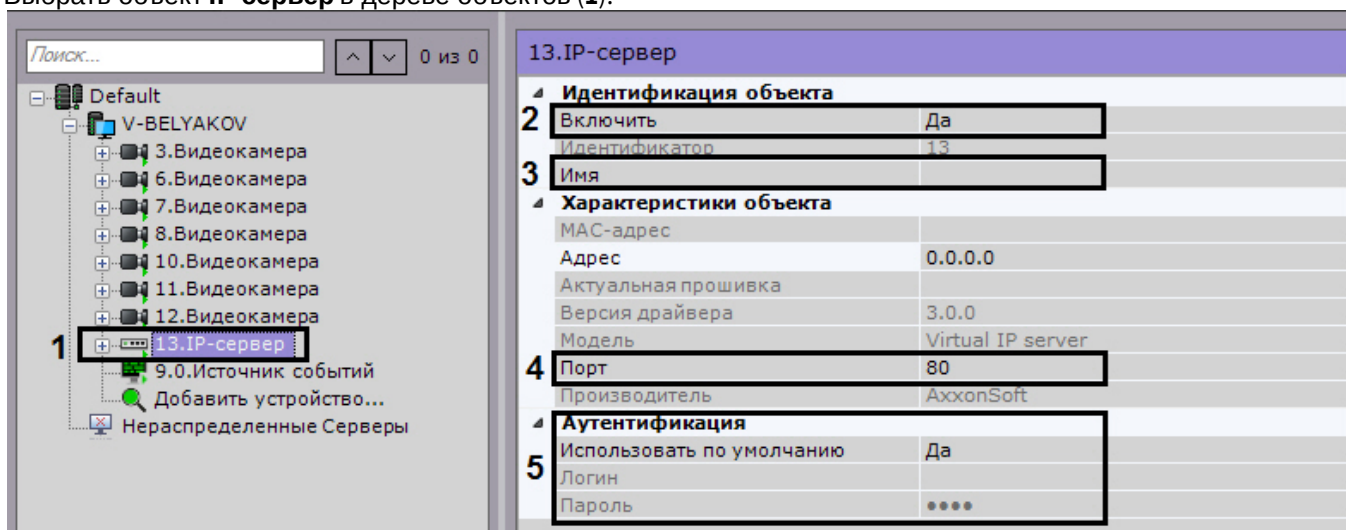 Выбрать объект IP-сервер в дереве объектов (1).
Поиск...
0 из 0
Default
V-BELYAKOV
3.Видеокамера
6.Видеокамера
7.Видеокамера
8.Видеокамера
10.Видеокамера
11.Видеокамера
12.Видеокамера
1
13.IP-сервер
9.0.Источник событий
Добавить устройство...
Нераспределенные Серверы
13.IP-сервер
Идентификация объекта
2 Включить Да
Идентификатор 13
3 Имя
Характеристики объекта
MAC-адрес
Адрес 0.0.0.0
Актуальная прошивка
Версия драйвера 3.0.0
Модель Virtual IP server
4 Порт 80
Производитель AxxonSoft
Аутентификация
Использовать по умолчанию Да
5
Логин
Пароль ••••